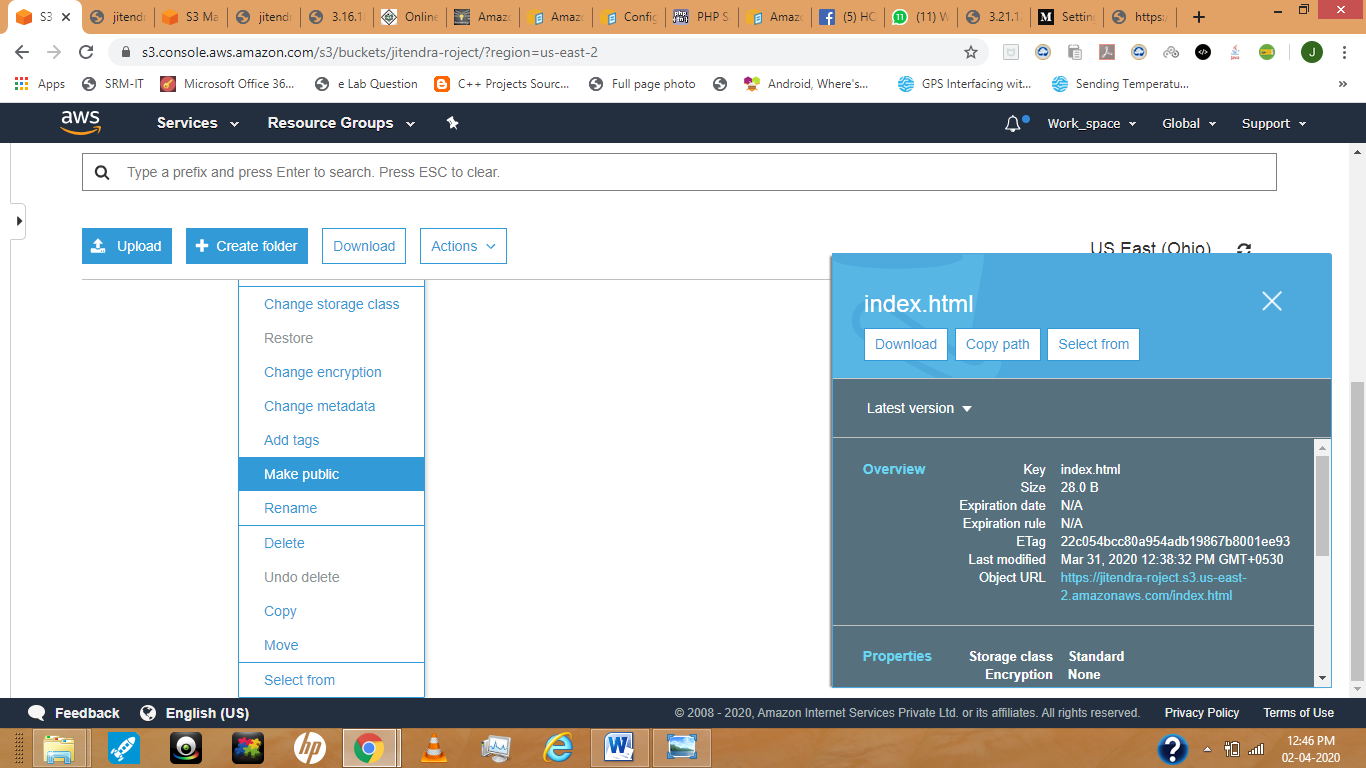 S3
jitend
S3 Ma
jitend
3.16.1
Online
Amaz
Amaz
Config
PHP S
Amaz
(5) HC
(11) W
3.21.1
Settin
https:/
s3.console.aws.amazon.com/s3/buckets/jitendra-roject/?region=us-east-2
J
Apps
SRM-IT
Microsoft Office 36...
e Lab Question
C++ Projects Sourc...
Full page photo
Android, Where's...
GPS Interfacing wit...
Sending Temperatu...
»
aws
Services
Resource Groups
Work_space
Global
Support
Type a prefix and press Enter to search. Press ESC to clear.
Upload
Create folder
Download
Actions
US East (Ohio)
Change storage class
Restore
Change encryption
Change metadata
Add tags
Make public
Rename
Delete
Undo delete
Copy
Move
Select from
index.html
Download
Copy path
Select from
Latest version
Overview
Key index.html
Size 28.0 B
Expiration date N/A
Expiration rule N/A
ETag 22c054bcc80a954adb19867b8001ee93
Last modified Mar 31, 2020 12:38:32 PM GMT+0530
Object URL https://jitendra-roject.s3.us-east-
2.amazonaws.com/index.html
Properties
Storage class Standard
Encryption None
Feedback
English (US)
© 2008 - 2020, Amazon Internet Services Private Ltd. or its affiliates. All rights reserved.
Privacy Policy
Terms of Use
12:46 PM
02-04-2020